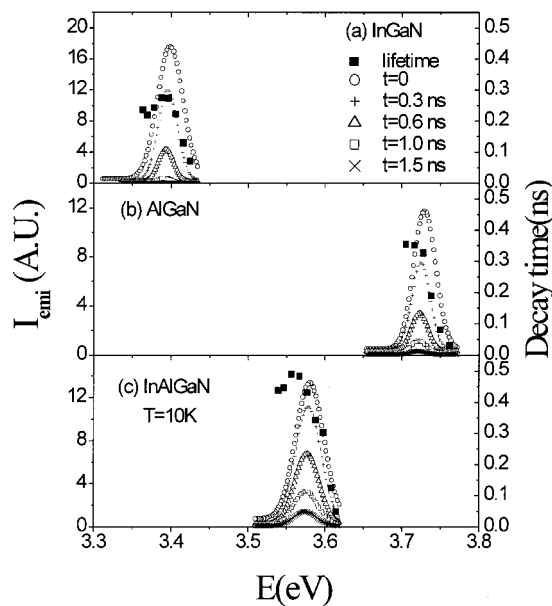 (a) InGaN
■ lifetime
○ t=0
+ t=0.3 ns
△ t=0.6 ns
□ t=1.0 ns
× t=1.5 ns
20
16
12
8
4
0
0.5
0.4
0.3
0.2
0.1
0.0
(b) AlGaN
12
8
4
0
0.5
0.4
0.3
0.2
0.1
0.0
(c) InAlGaN
T=10K
12
8
4
0
0.5
0.4
0.3
0.2
0.1
0.0
I_emi (A.U.)
Decay time(ns)
3.3 3.4 3.5 3.6 3.7 3.8
E(eV)